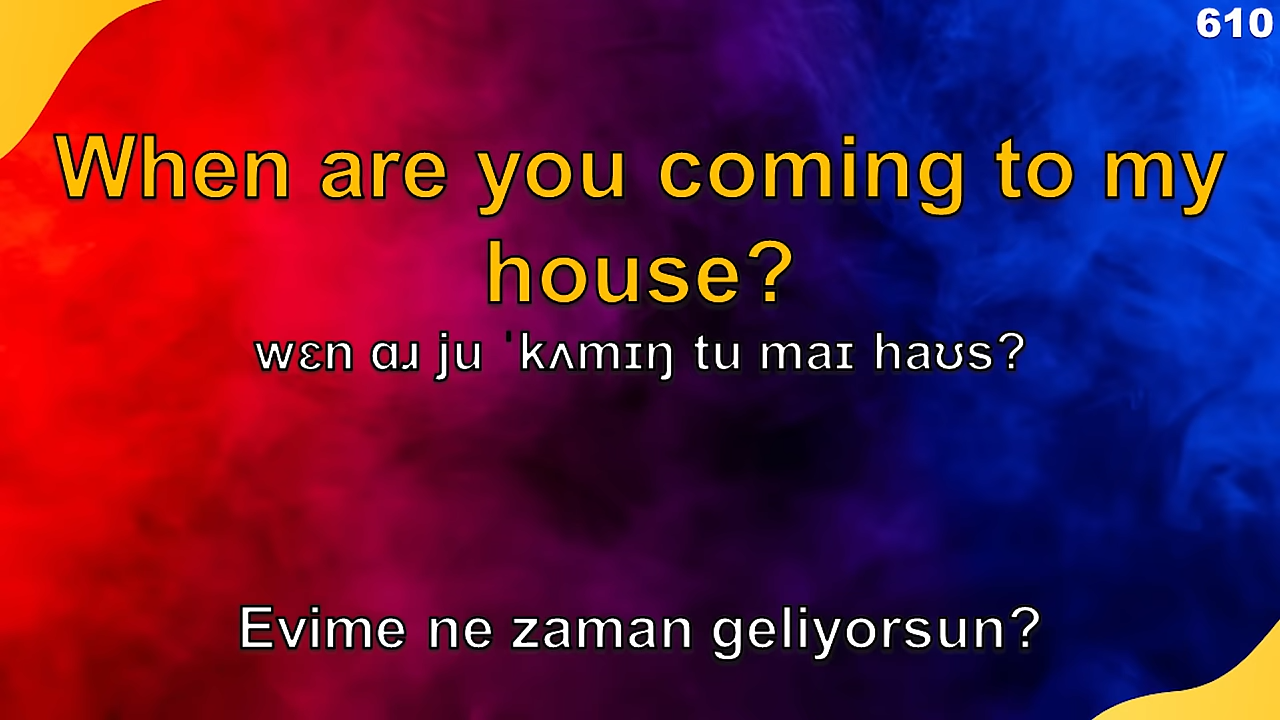 610
When are you coming to my
house?
wɛn ɑɹ ju ˈkʌmɪŋ tu maɪ haʊs?
Evime ne zaman geliyorsun?